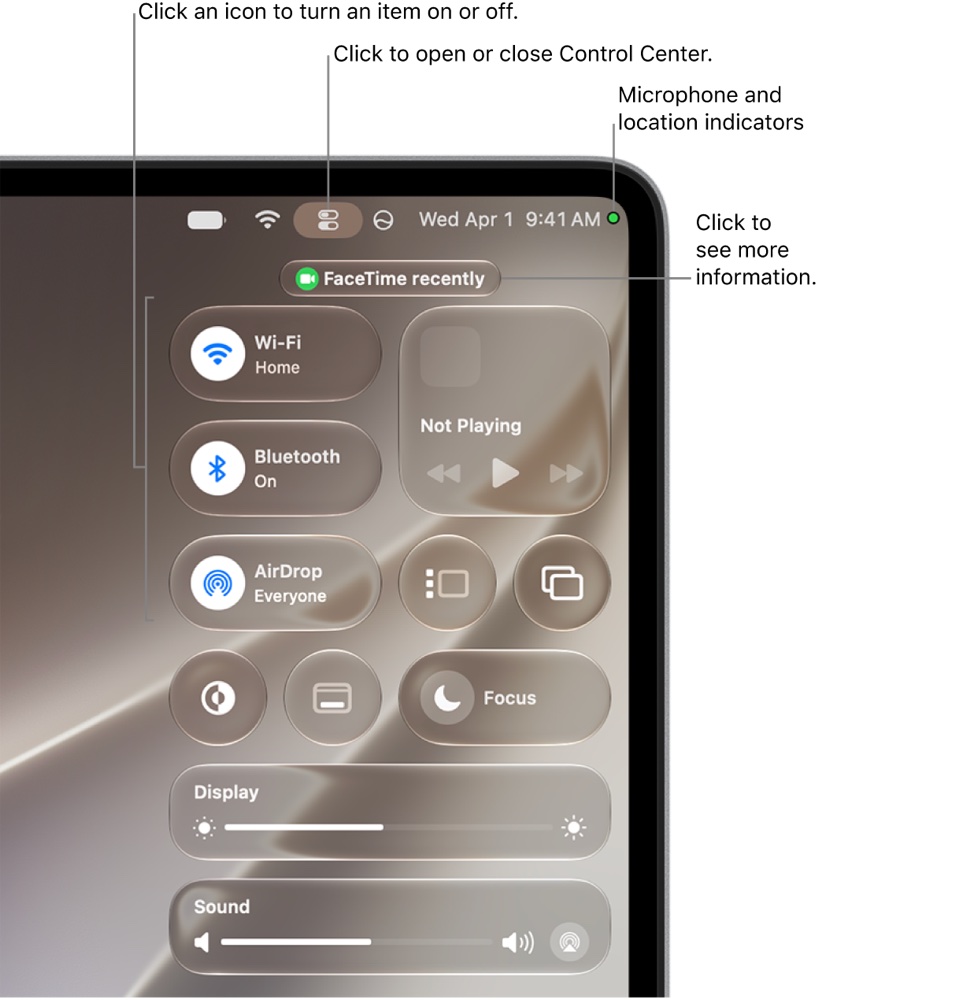 Click an icon to turn an item on or off.
Click to open or close Control Center.
Microphone and
location indicators
Wed Apr 1 9:41 AM
Click to
see more
information.
FaceTime recently
Wi-Fi
Home
Not Playing
Bluetooth
On
AirDrop
Everyone
Focus
Display
Sound